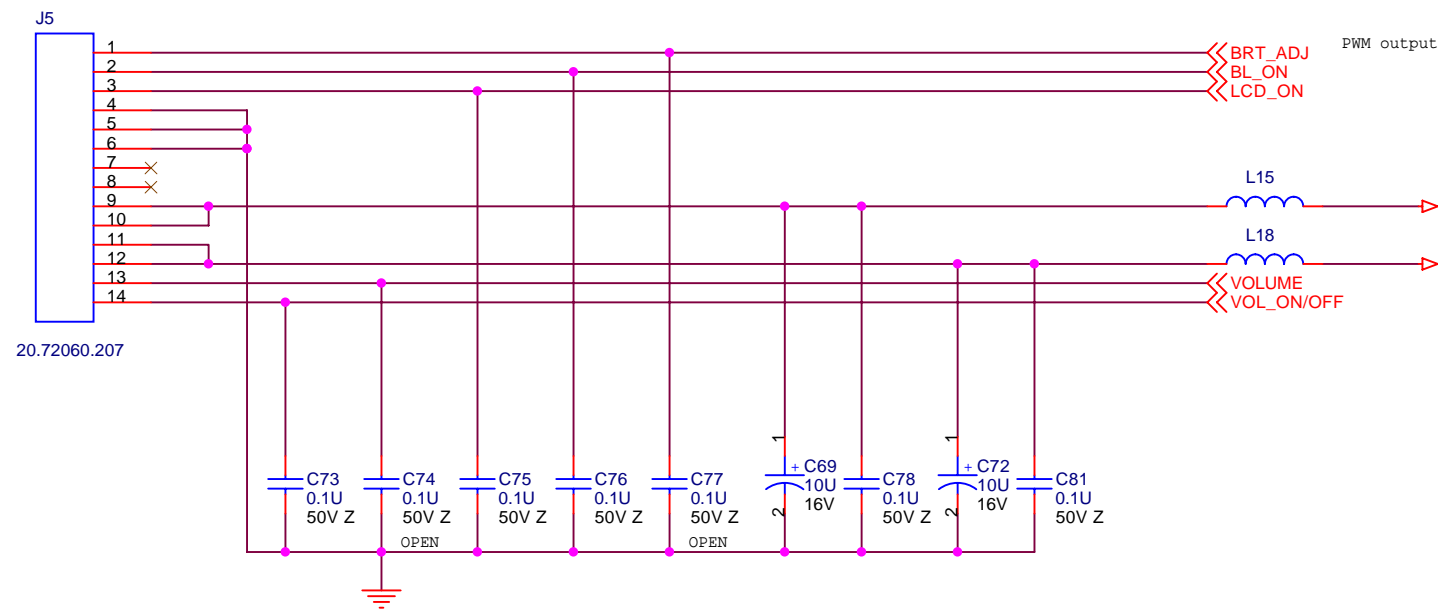 J5
PWM output
1
BRT_ADJ
2
BL_ON
3
LCD_ON
4
5
6
7
8
9
L15
10
11
L18
12
13
VOLUME
14
VOL_ON/OFF
20.72060.207
1
1
C73
0.1U
50V Z
C74
0.1U
50V Z
C75
0.1U
50V Z
C76
0.1U
50V Z
C77
0.1U
50V Z
+ C69
10U
16V
C78
0.1U
50V Z
+ C72
10U
16V
C81
0.1U
50V Z
2
2
OPEN
OPEN